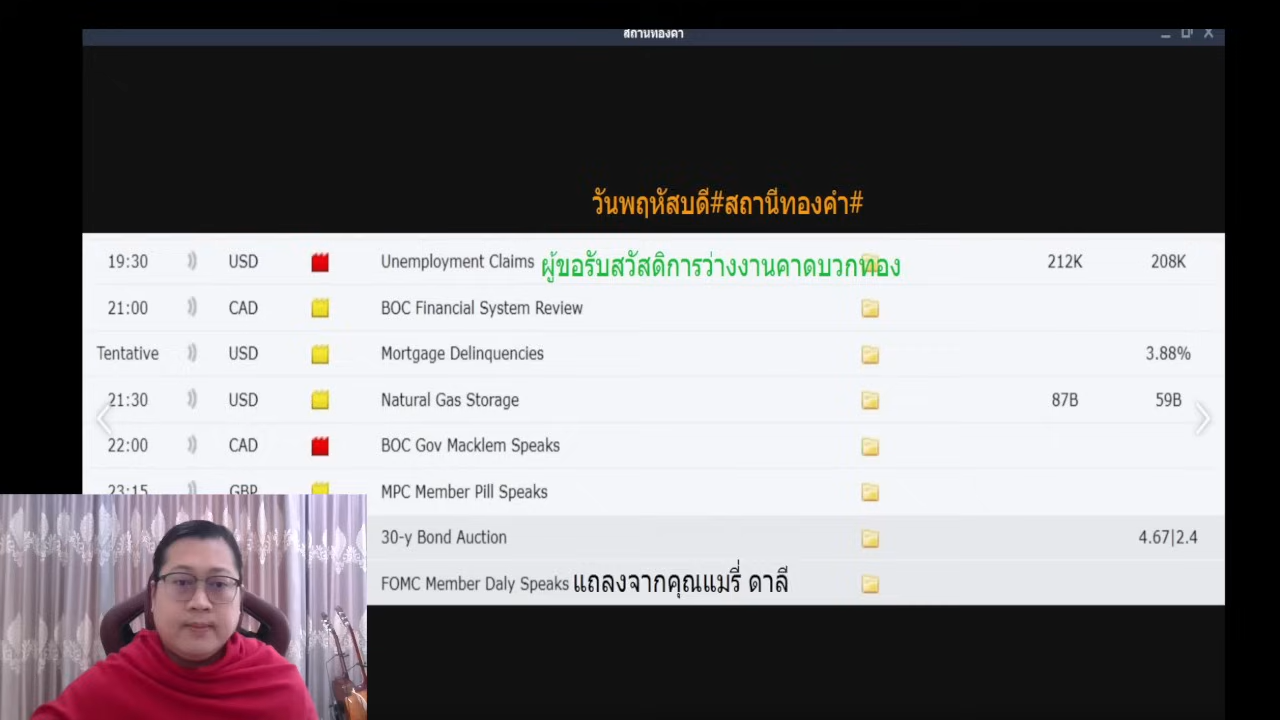 สถานีทองคำ
วันพฤหัสบดี#สถานีทองคำ#
19:30 USD Unemployment Claims ผู้ขอรับสวัสดิการว่างงานคาดบวกทอง 212K 208K
21:00 CAD BOC Financial System Review
Tentative USD Mortgage Delinquencies 3.88%
21:30 USD Natural Gas Storage 87B 59B
22:00 CAD BOC Gov Macklem Speaks
23:15 GBP MPC Member Pill Speaks
30-y Bond Auction 4.67|2.4
FOMC Member Daly Speaks แถลงจากคุณแมรี่ ดาลี